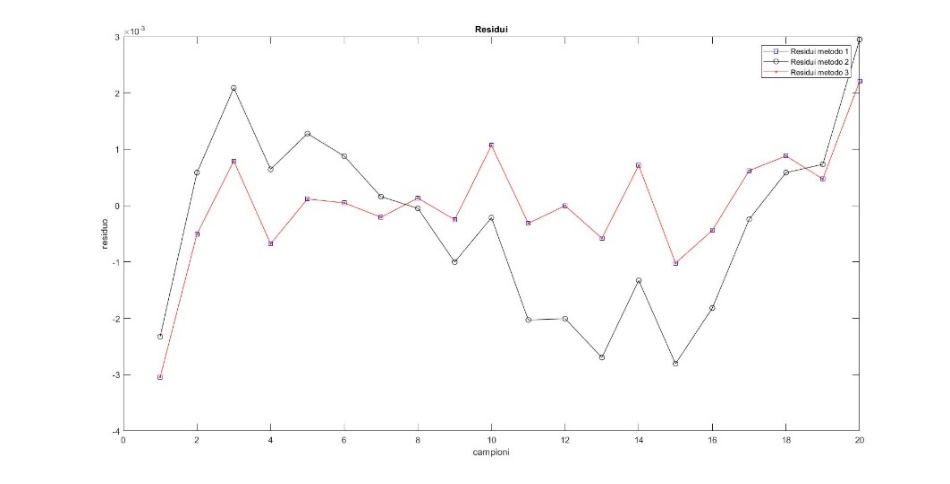 Residui
×10-3
Residui metodo 1
Residui metodo 2
Residui metodo 3
3
2
1
0
-1
-2
-3
-4
residuo
0 2 4 6 8 10 12 14 16 18 20
campioni